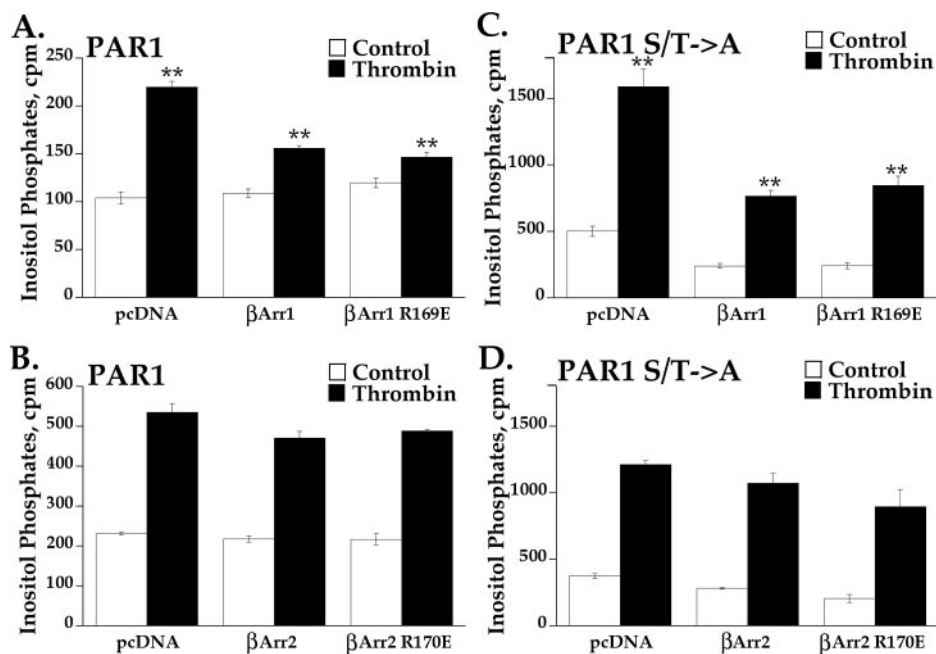 A.
PAR1
Control
Thrombin
Inositol Phosphates, cpm
250
200
150
100
50
0
**
**
**
pcDNA
βArr1
βArr1 R169E
B.
PAR1
Control
Thrombin
Inositol Phosphates, cpm
600
500
400
300
200
100
0
pcDNA
βArr2
βArr2 R170E
C.
PAR1 S/T->A
Control
Thrombin
Inositol Phosphates, cpm
1500
1000
500
0
**
**
**
pcDNA
βArr1
βArr1 R169E
D.
PAR1 S/T->A
Control
Thrombin
Inositol Phosphates, cpm
1500
1000
500
0
pcDNA
βArr2
βArr2 R170E